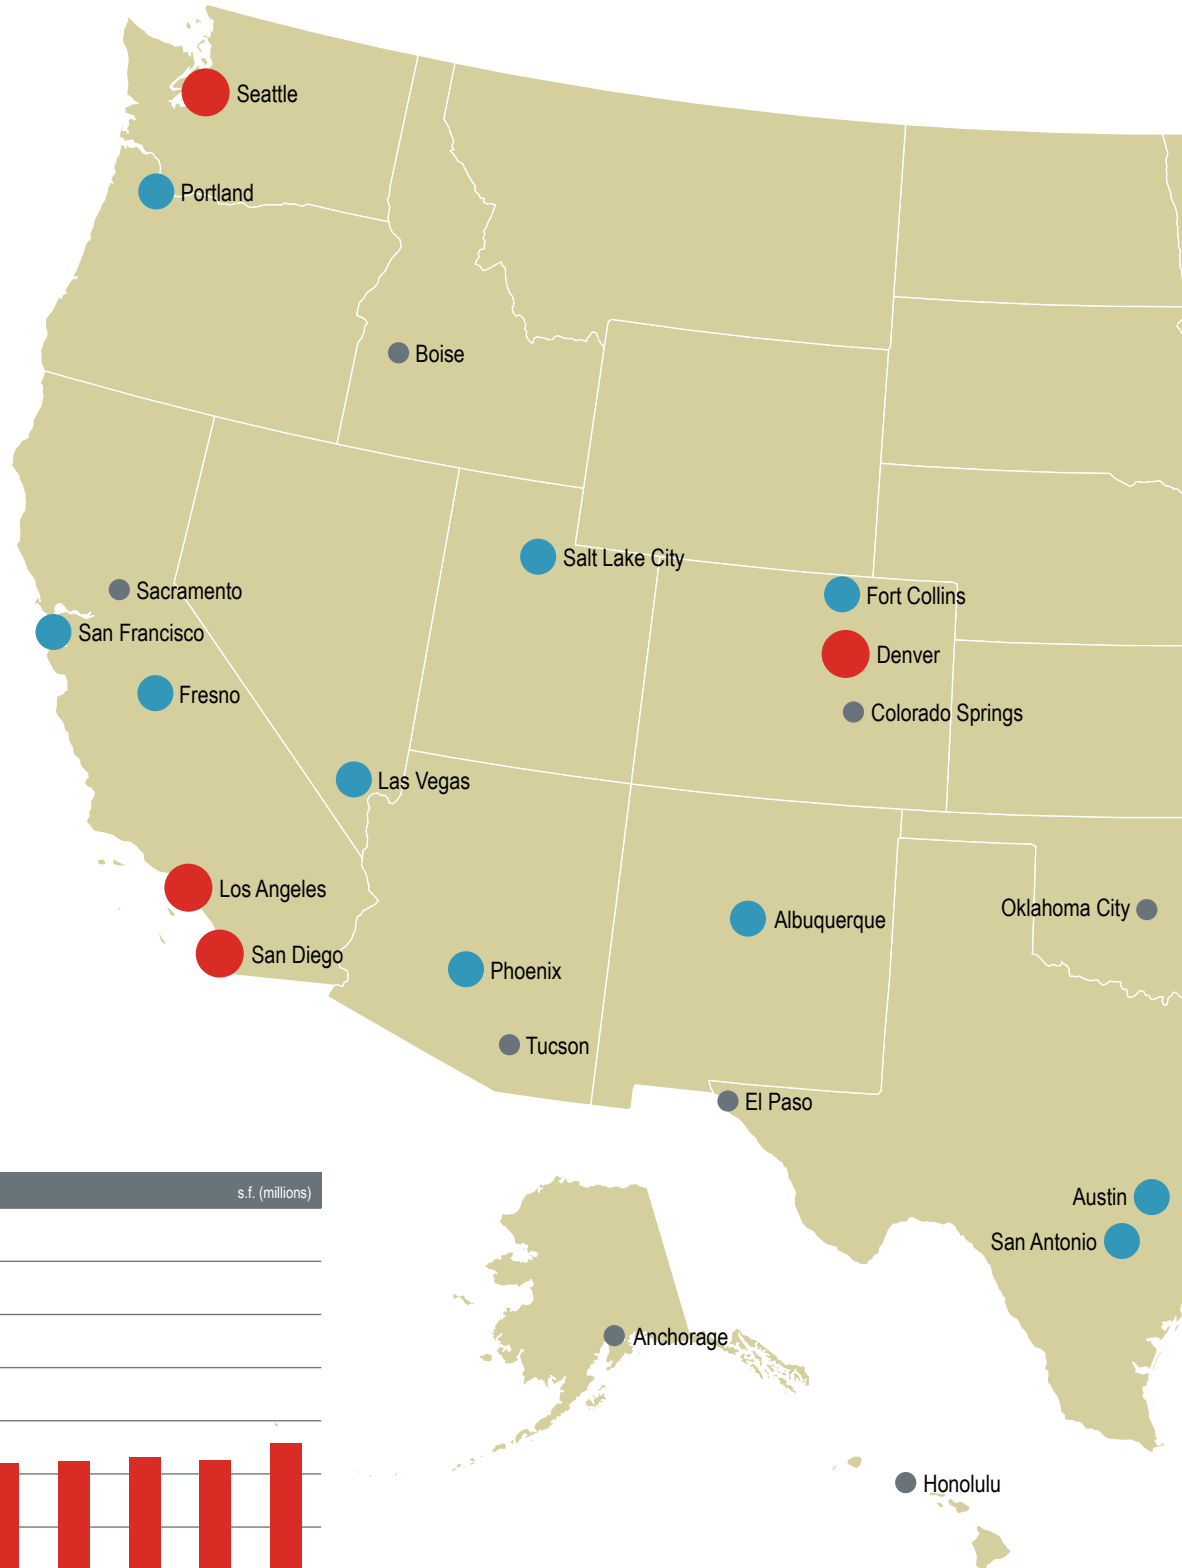 Seattle
Portland
Boise
Salt Lake City
Sacramento
Fort Collins
San Francisco
Denver
Fresno
Colorado Springs
Las Vegas
Los Angeles
Oklahoma City
Albuquerque
San Diego
Phoenix
Tucson
El Paso
s.f. (millions)
Austin
San Antonio
Anchorage
Honolulu